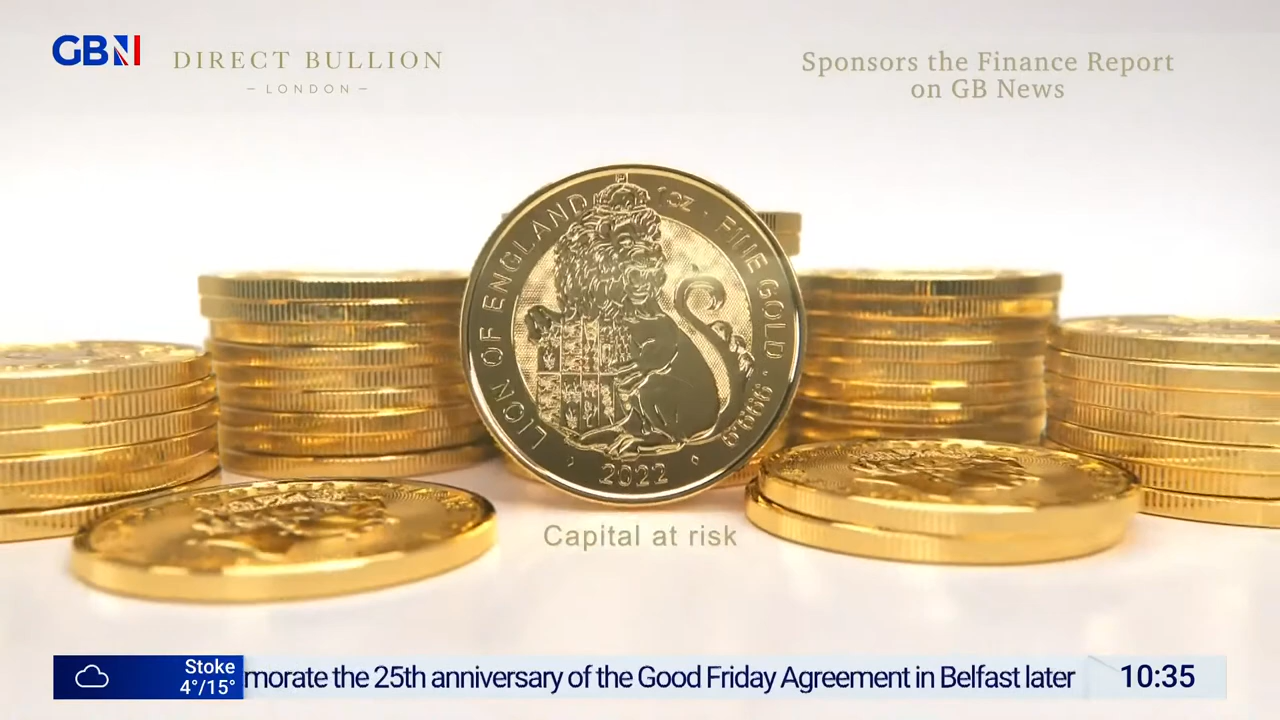 GBN
DIRECT BULLION
– LONDON –
Sponsors the Finance Report
on GB News
LION OF ENGLAND 1oz · FINE GOLD · 999.9
2022
Capital at risk
Stoke
4°/15°
morate the 25th anniversary of the Good Friday Agreement in Belfast later
10:35